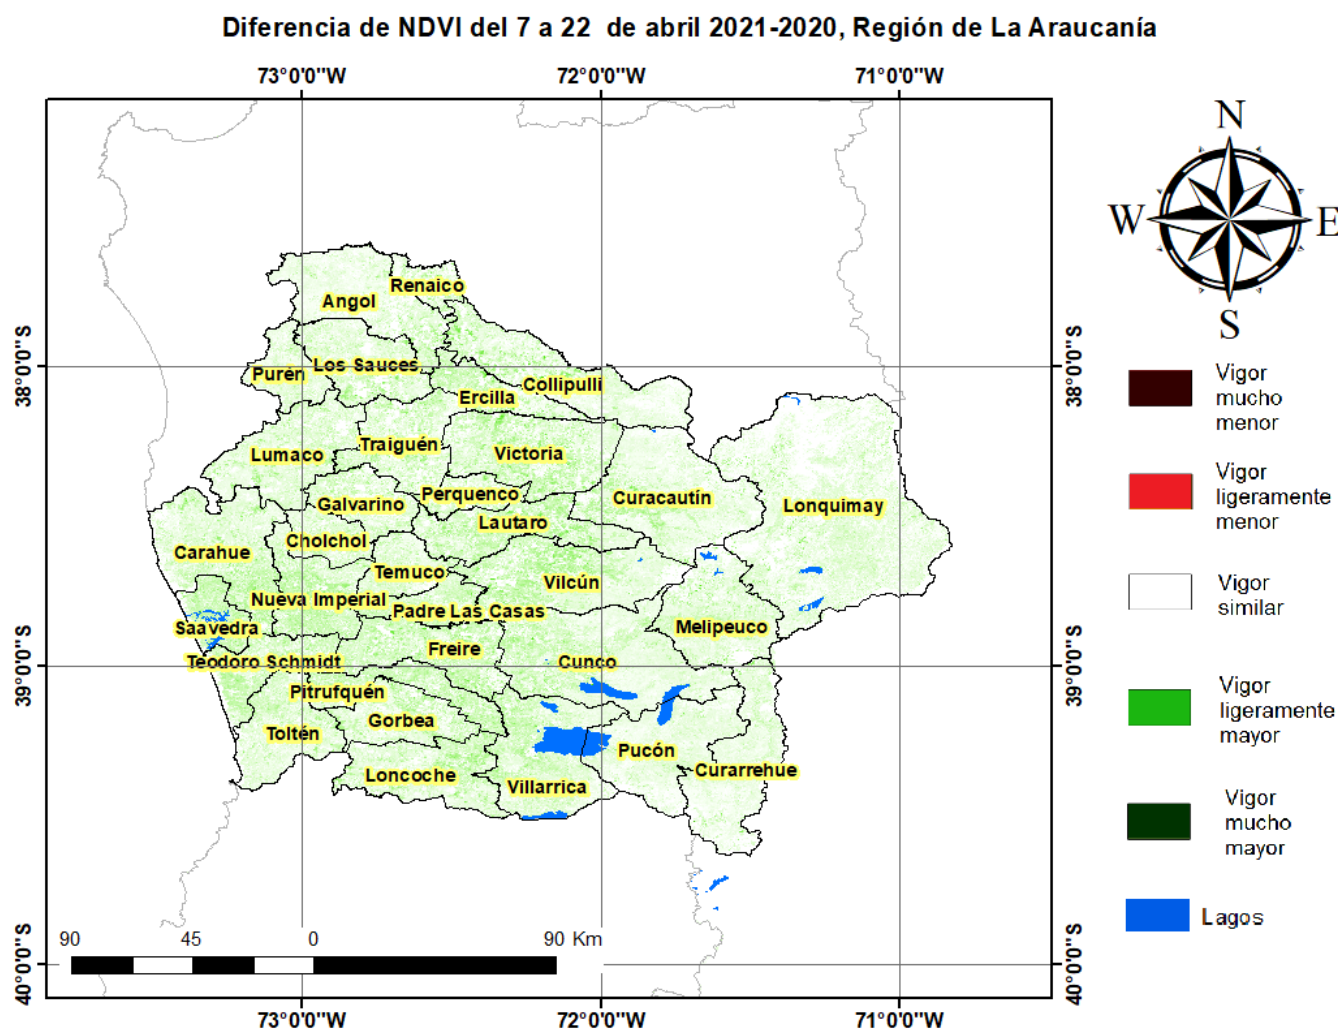 Diferencia de NDVI del 7 a 22 de abril 2021-2020, Región de La Araucanía
73°0'0"W
72°0'0"W
71°0'0"W
N
W
E
S
38°0'0"S
38°0'0"S
39°0'0"S
39°0'0"S
40°0'0"S
40°0'0"S
Renaico
Angol
Los Sauces
Purén
Collipulli
Ercilla
Traiguén
Victoria
Lumaco
Perquenco
Curacautín
Galvarino
Lonquimay
Lautaro
Cholchol
Carahue
Temuco
Vilcún
Nueva Imperial
Padre Las Casas
Saavedra
Melipeuco
Freire
Teodoro Schmidt
Cunco
Pitrufquén
Gorbea
Toltén
Pucón
Curarrehue
Loncoche
Villarrica
Vigor
mucho
menor
Vigor
ligeramente
menor
Vigor
similar
Vigor
ligeramente
mayor
Vigor
mucho
mayor
Lagos
90
45
0
90 Km
73°0'0"W
72°0'0"W
71°0'0"W